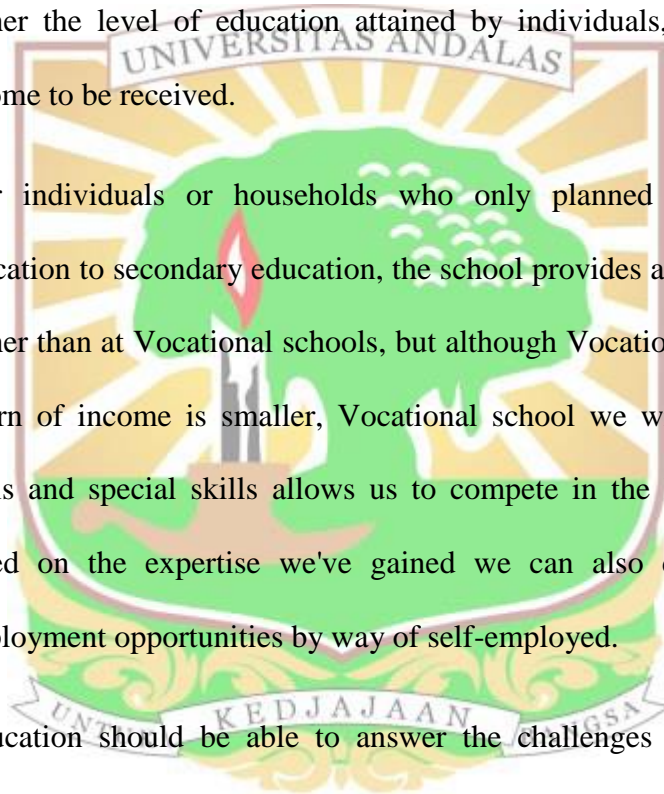 her the level of education attained by individuals,
UNIVERSITAS ANDALAS
ome to be received.
r individuals or households who only planned
cation to secondary education, the school provides a
her than at Vocational schools, but although Vocatio
rn of income is smaller, Vocational school we w
s and special skills allows us to compete in the
ed on the expertise we've gained we can also
ployment opportunities by way of self-employed.
UNTUK KEDJAJAAN BANGSA
ucation should be able to answer the challenges